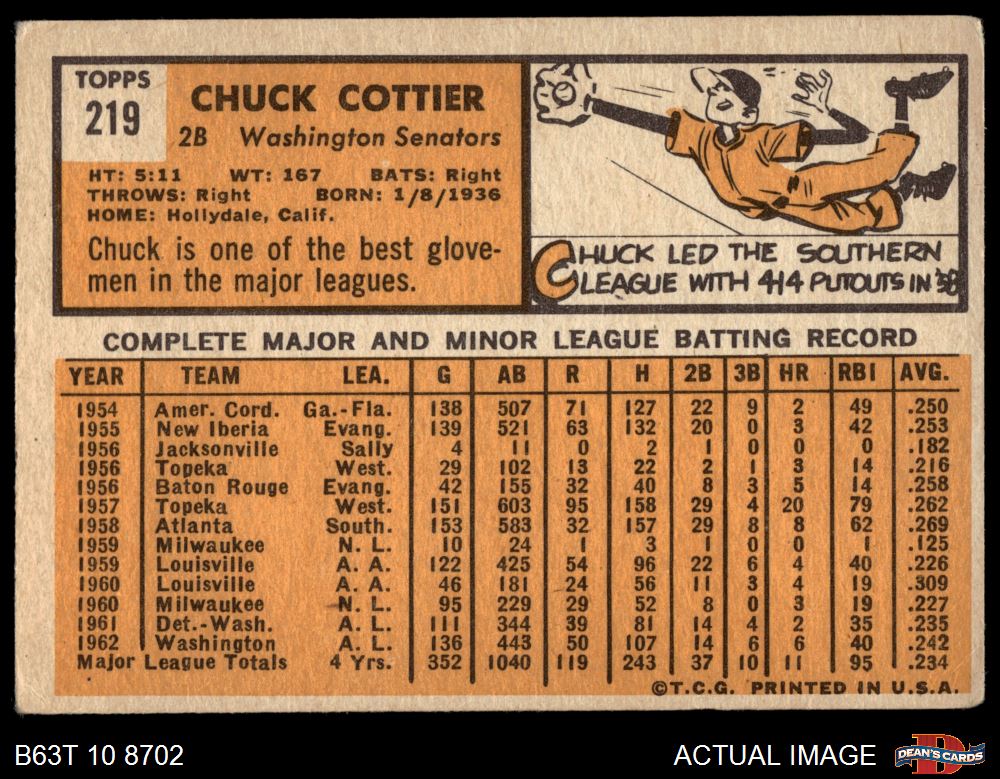 TOPPS
219
CHUCK COTTIER
2B Washington Senators
HT: 5:11 WT: 167 BATS: Right
THROWS: Right BORN: 1/8/1936
HOME: Hollydale, Calif.
Chuck is one of the best glove-
men in the major leagues.
CHUCK LED THE SOUTHERN
LEAGUE WITH 414 PUTOUTS IN '58
COMPLETE MAJOR AND MINOR LEAGUE BATTING RECORD
YEAR TEAM LEA. G AB R H 2B 3B HR RBI AVG.
1954 Amer. Cord. Ga.-Fla. 138 507 71 127 22 9 2 49 .250
1955 New Iberia Evang. 139 521 63 132 20 0 3 42 .253
1956 Jacksonville Sally 4 11 0 2 1 0 0 0 .182
1956 Topeka West. 29 102 13 22 2 1 3 14 .216
1956 Baton Rouge Evang. 42 155 32 40 8 3 5 14 .258
1957 Topeka West. 151 603 95 158 29 4 20 79 .262
1958 Atlanta South. 153 583 32 157 29 8 8 62 .269
1959 Milwaukee N. L. 10 24 1 3 1 0 0 1 .125
1959 Louisville A. A. 122 425 54 96 22 6 4 40 .226
1960 Louisville A. A. 46 181 24 56 11 3 4 19 .309
1960 Milwaukee N. L. 95 229 29 52 8 0 3 19 .227
1961 Det.-Wash. A. L. 111 344 39 81 14 4 2 35 .235
1962 Washington A. L. 136 443 50 107 14 6 6 40 .242
Major League Totals 4 Yrs. 352 1040 119 243 37 10 11 95 .234
©T.C.G. PRINTED IN U.S.A.
B63T 10 8702
ACTUAL IMAGE
D
DEAN'S CARDS